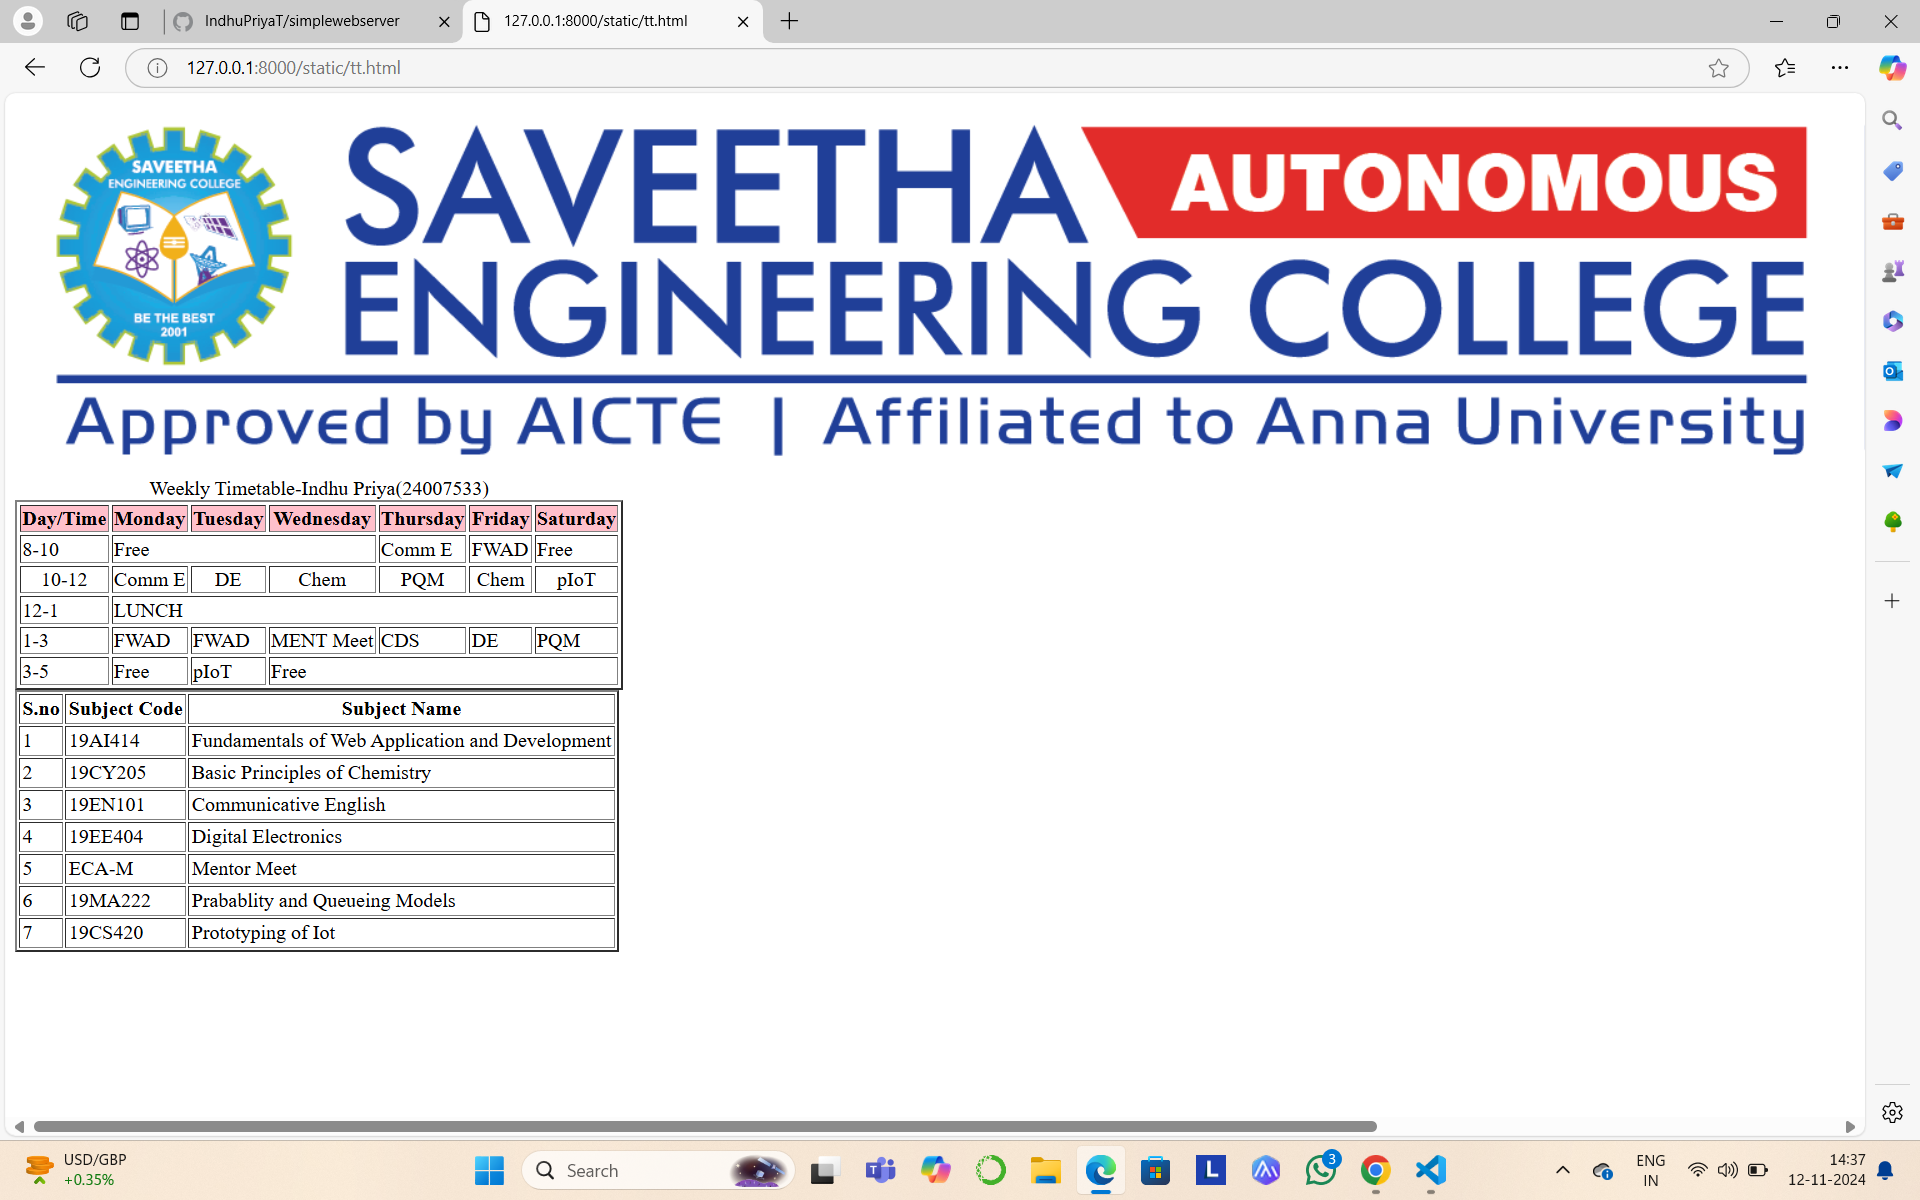 IndhuPriyaT/simplewebserver
127.0.0.1:8000/static/tt.html
127.0.0.1:8000/static/tt.html
SAVEETHA
ENGINEERING COLLEGE
BE THE BEST
2001
SAVEETHA AUTONOMOUS
ENGINEERING COLLEGE
Approved by AICTE | Affiliated to Anna University
Weekly Timetable-Indhu Priya(24007533)
Day/Time Monday Tuesday Wednesday Thursday Friday Saturday
8-10 Free Comm E FWAD Free
10-12 Comm E DE Chem PQM Chem pIoT
12-1 LUNCH
1-3 FWAD FWAD MENT Meet CDS DE PQM
3-5 Free pIoT Free
S.no Subject Code Subject Name
1 19AI414 Fundamentals of Web Application and Development
2 19CY205 Basic Principles of Chemistry
3 19EN101 Communicative English
4 19EE404 Digital Electronics
5 ECA-M Mentor Meet
6 19MA222 Prabablity and Queueing Models
7 19CS420 Prototyping of Iot
USD/GBP
+0.35%
Search
3
ENG
IN
14:37
12-11-2024